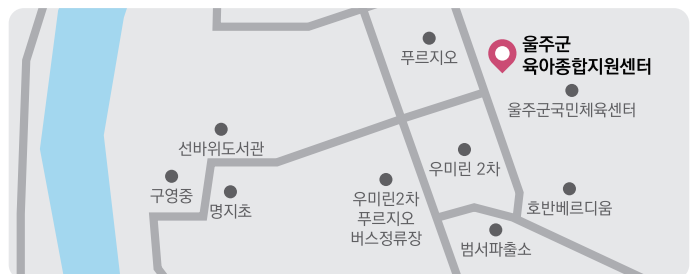 울주군
육아종합지원센터
푸르지오
울주군국민체육센터
선바위도서관
우미린 2차
구영중
명지초
우미린2차
푸르지오
버스정류장
호반베르디움
범서파출소